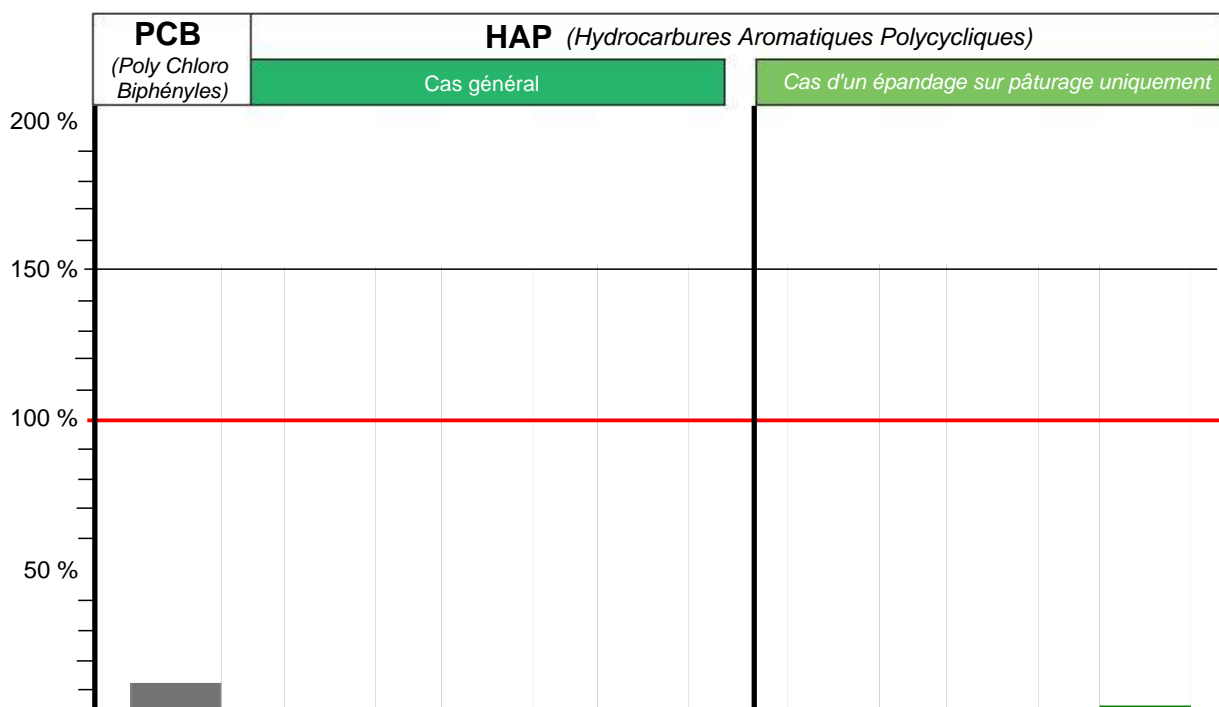 PCB
(Poly Chloro
Biphényles)
HAP (Hydrocarbures Aromatiques Polycycliques)
Cas général
Cas d'un épandage sur pâturage uniquement
200 %
150 %
100 %
50 %